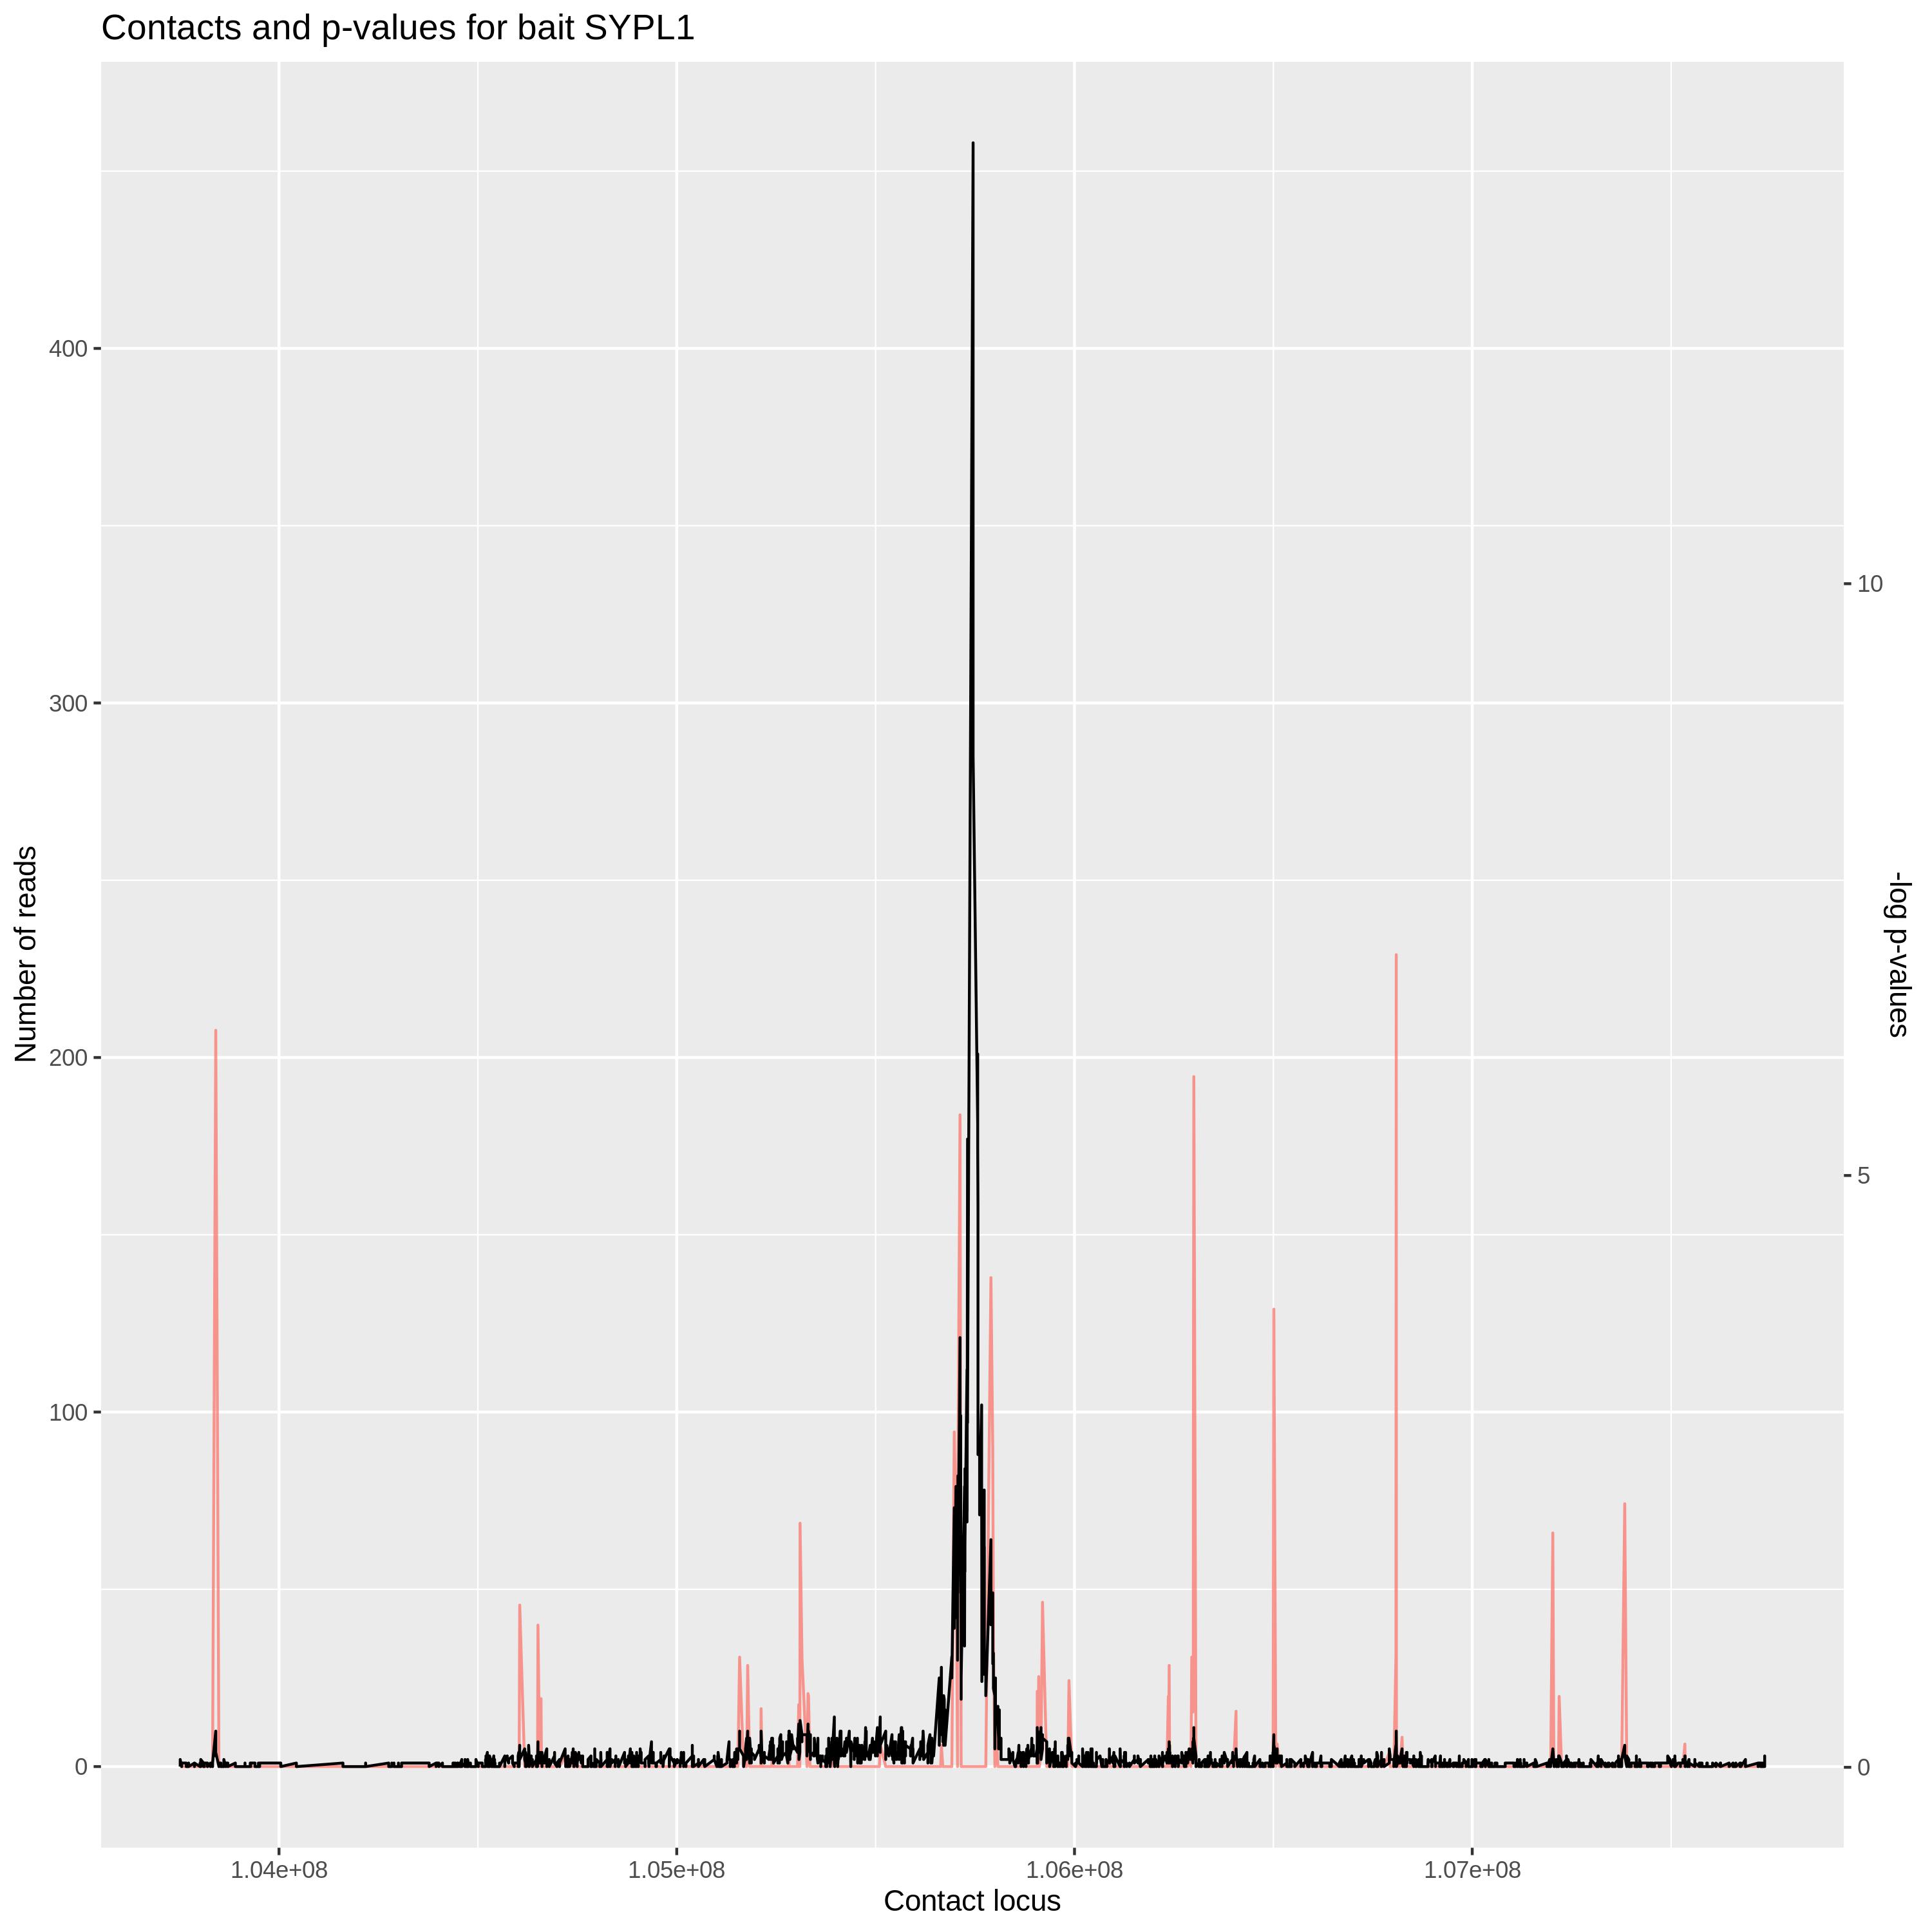 Contacts and p-values for bait SYPL1
Number of reads
400
300
200
100
0
10
5
0
-log p-values
1.04e+08 1.05e+08 1.06e+08 1.07e+08
Contact locus